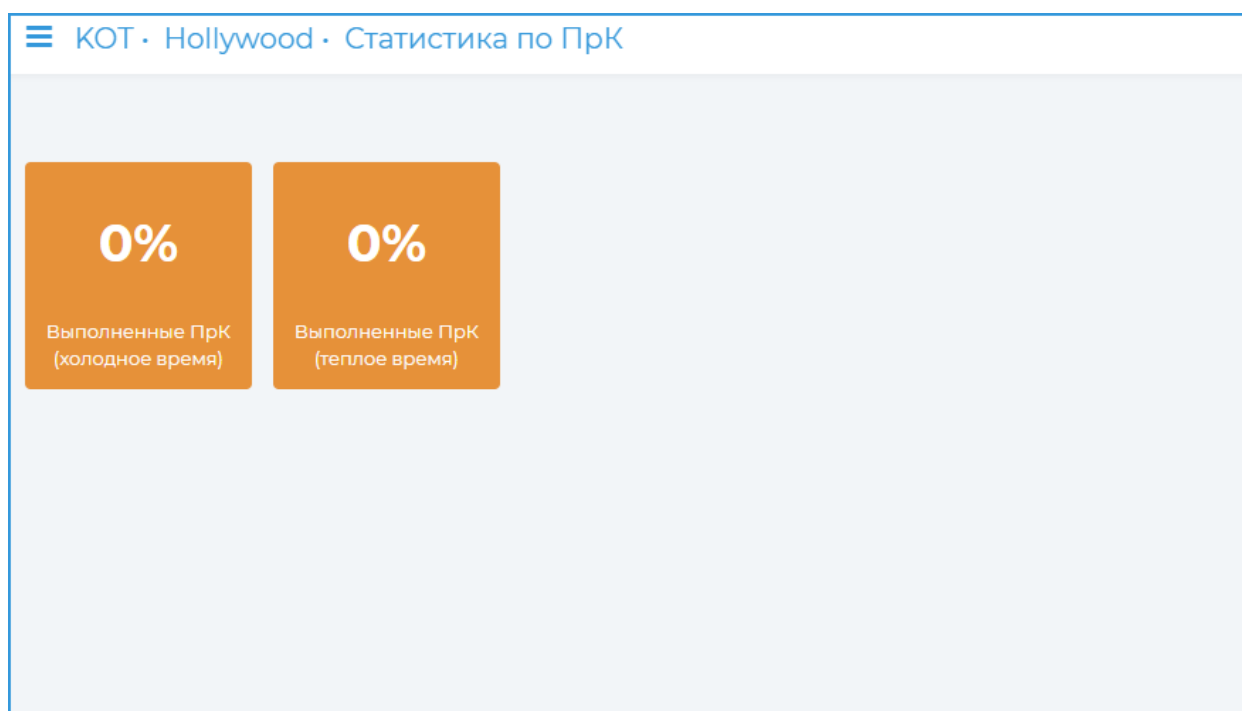 КОТ · Hollywood · Статистика по ПрК
0%
Выполненные ПрК
(холодное время)
0%
Выполненные ПрК
(теплое время)